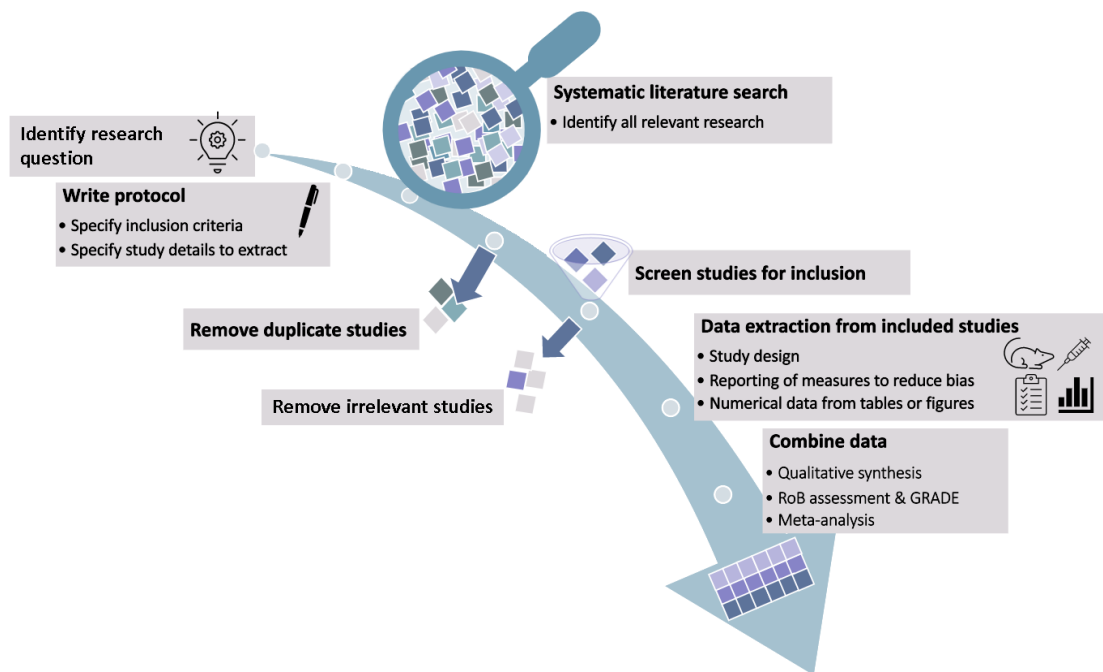 Identify research
question
Write protocol
• Specify inclusion criteria
• Specify study details to extract
Systematic literature search
• Identify all relevant research
Remove duplicate studies
Screen studies for inclusion
Remove irrelevant studies
Data extraction from included studies
• Study design
• Reporting of measures to reduce bias
• Numerical data from tables or figures
Combine data
• Qualitative synthesis
• RoB assessment & GRADE
• Meta-analysis